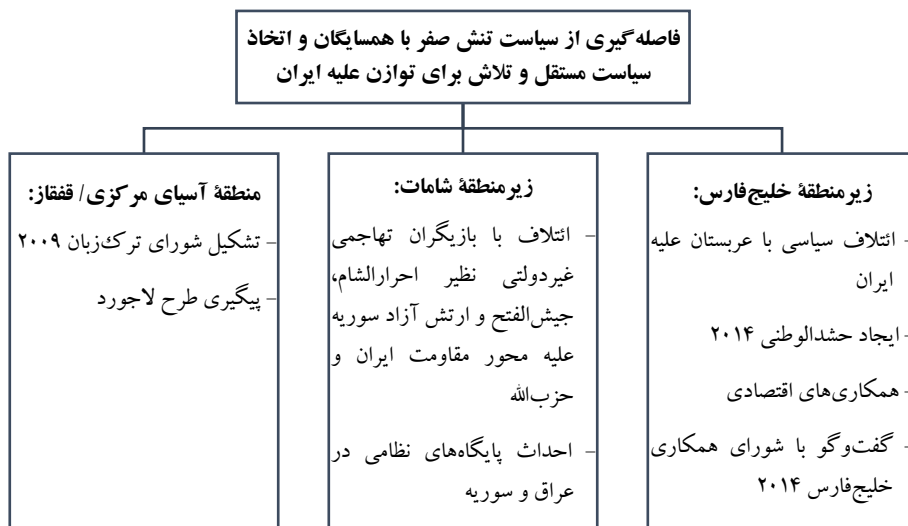 فاصله‌گیری از سیاست تنش صفر با همسایگان و اتخاذ
سیاست مستقل و تلاش برای توازن علیه ایران
زیرمنطقهٔ خلیج‌فارس:
- ائتلاف سیاسی با عربستان علیه
ایران
- ایجاد حشدالوطنی ۲۰۱۴
- همکاری‌های اقتصادی
- گفت‌وگو با شورای همکاری
خلیج‌فارس ۲۰۱۴
زیرمنطقهٔ شامات:
- ائتلاف با بازیگران تهاجمی
غیردولتی نظیر احرارالشام،
جیش‌الفتح و ارتش آزاد سوریه
علیه محور مقاومت ایران و
حزب‌الله
- احداث پایگاه‌های نظامی در
عراق و سوریه
منطقهٔ آسیای مرکزی/ قفقاز:
- تشکیل شورای ترک‌زبان ۲۰۰۹
- پیگیری طرح لاجورد